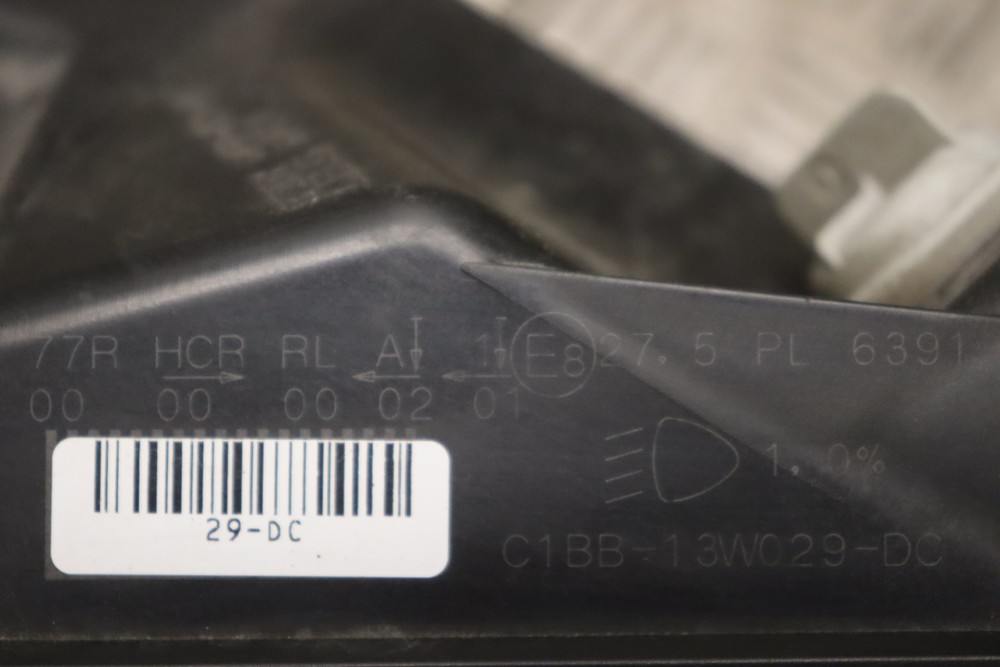 77R HCR RL A 1 E8 27.5 PL 6391
00 00 00 02 01
1.0%
29-DC
C1BB-13W029-DC